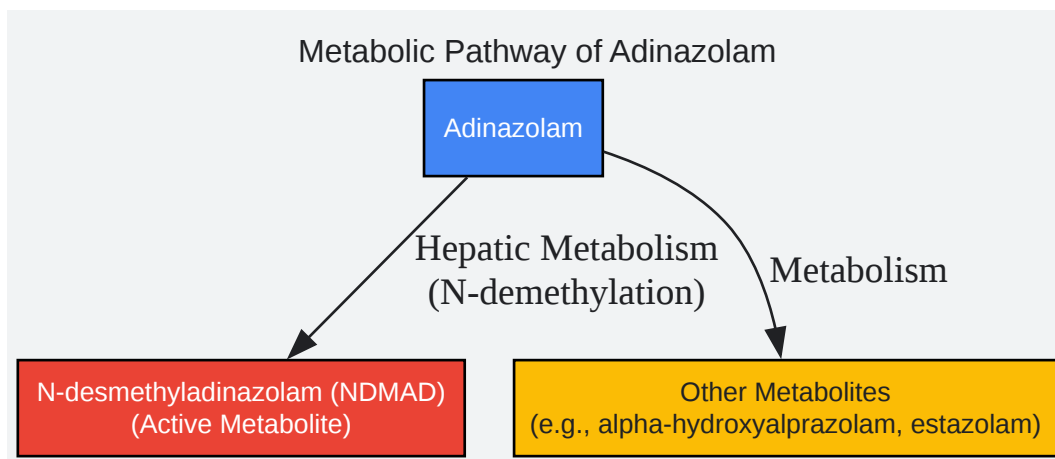 Metabolic Pathway of Adinazolam
Adinazolam
Hepatic Metabolism
(N-demethylation)
Metabolism
N-desmethyladinazolam (NDMAD)
(Active Metabolite)
Other Metabolites
(e.g., alpha-hydroxyalprazolam, estazolam)